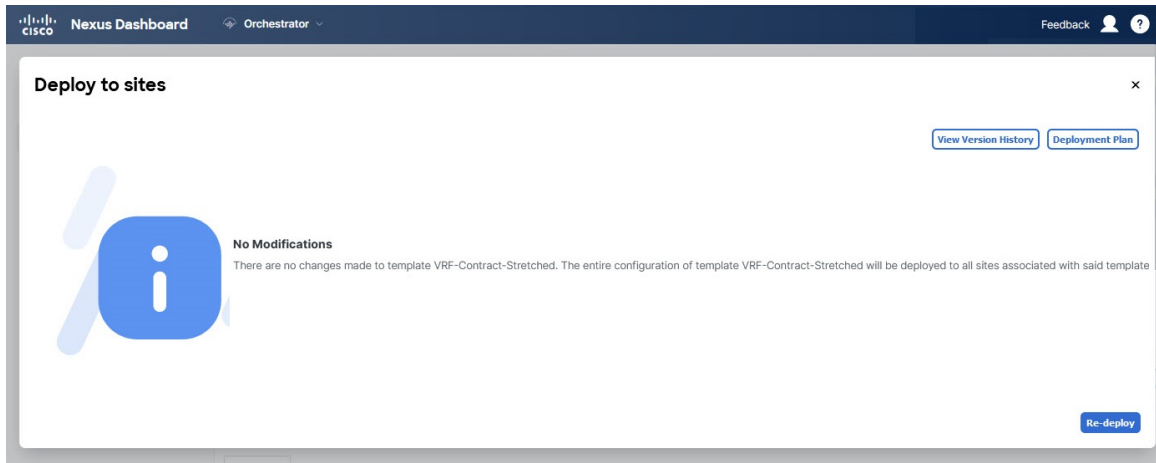 cisco Nexus Dashboard Orchestrator Feedback ?
Deploy to sites ×
View Version History Deployment Plan
No Modifications
There are no changes made to template VRF-Contract-Stretched. The entire configuration of template VRF-Contract-Stretched will be deployed to all sites associated with said template
Re-deploy